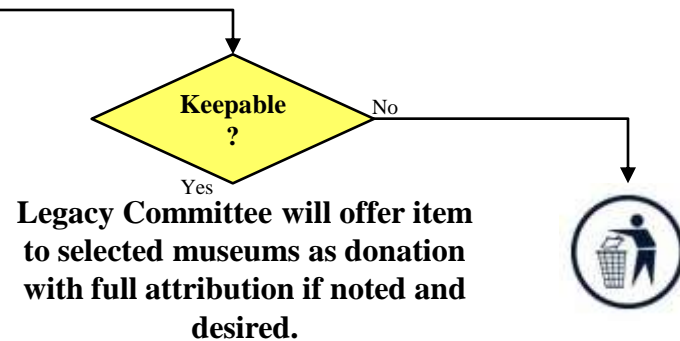 Keepable
?
No
Yes
Legacy Committee will offer item
to selected museums as donation
with full attribution if noted and
desired.